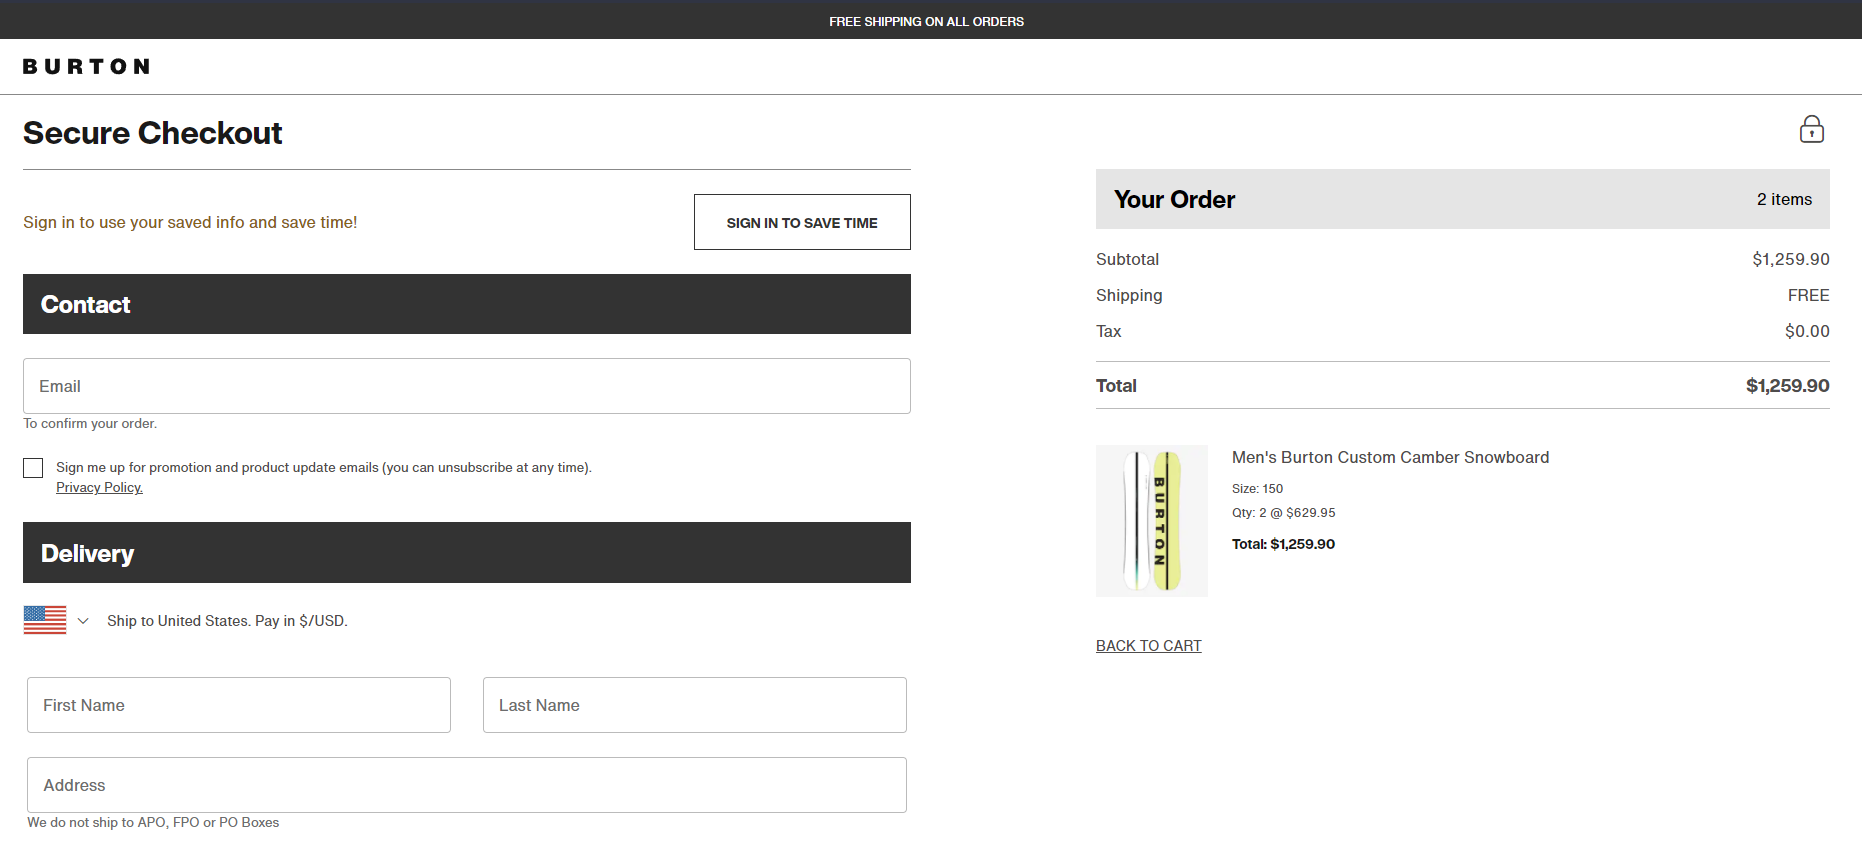 FREE SHIPPING ON ALL ORDERS
BURTON
Secure Checkout
Sign in to use your saved info and save time!
SIGN IN TO SAVE TIME
Contact
Email
To confirm your order.
Sign me up for promotion and product update emails (you can unsubscribe at any time).
Privacy Policy.
Delivery
Ship to United States. Pay in $/USD.
First Name
Last Name
Address
We do not ship to APO, FPO or PO Boxes
Your Order
2 items
Subtotal
$1,259.90
Shipping
FREE
Tax
$0.00
Total
$1,259.90
BURTON
Men's Burton Custom Camber Snowboard
Size: 150
Qty: 2 @ $629.95
Total: $1,259.90
BACK TO CART